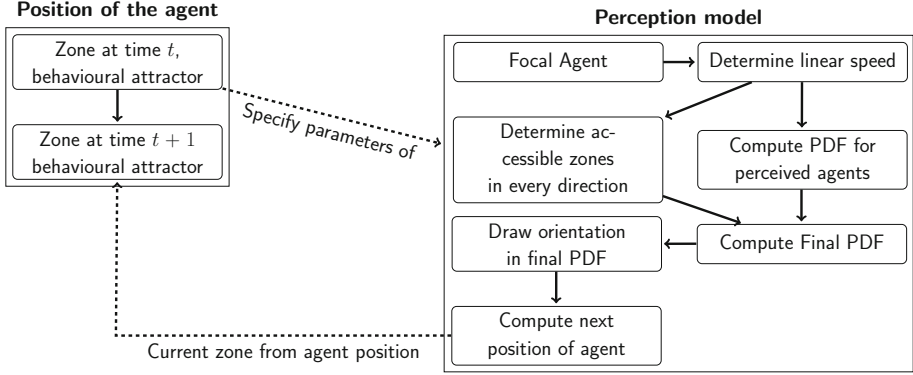 Position of the agent
Zone at time t,
behavioural attractor
Zone at time t + 1
behavioural attractor
Specify parameters of
Current zone from agent position
Perception model
Focal Agent
Determine linear speed
Determine ac-
cessible zones
in every direction
Compute PDF for
perceived agents
Draw orientation
in final PDF
Compute Final PDF
Compute next
position of agent